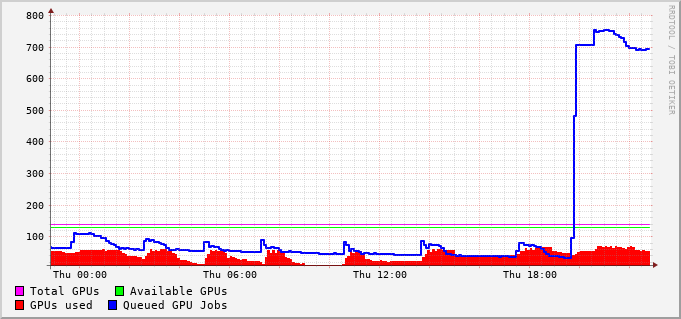 800
700
600
500
400
300
200
100
Thu 00:00 Thu 06:00 Thu 12:00 Thu 18:00
Total GPUs Available GPUs
GPUs used Queued GPU Jobs
RRDTOOL / TOBI OETIKER